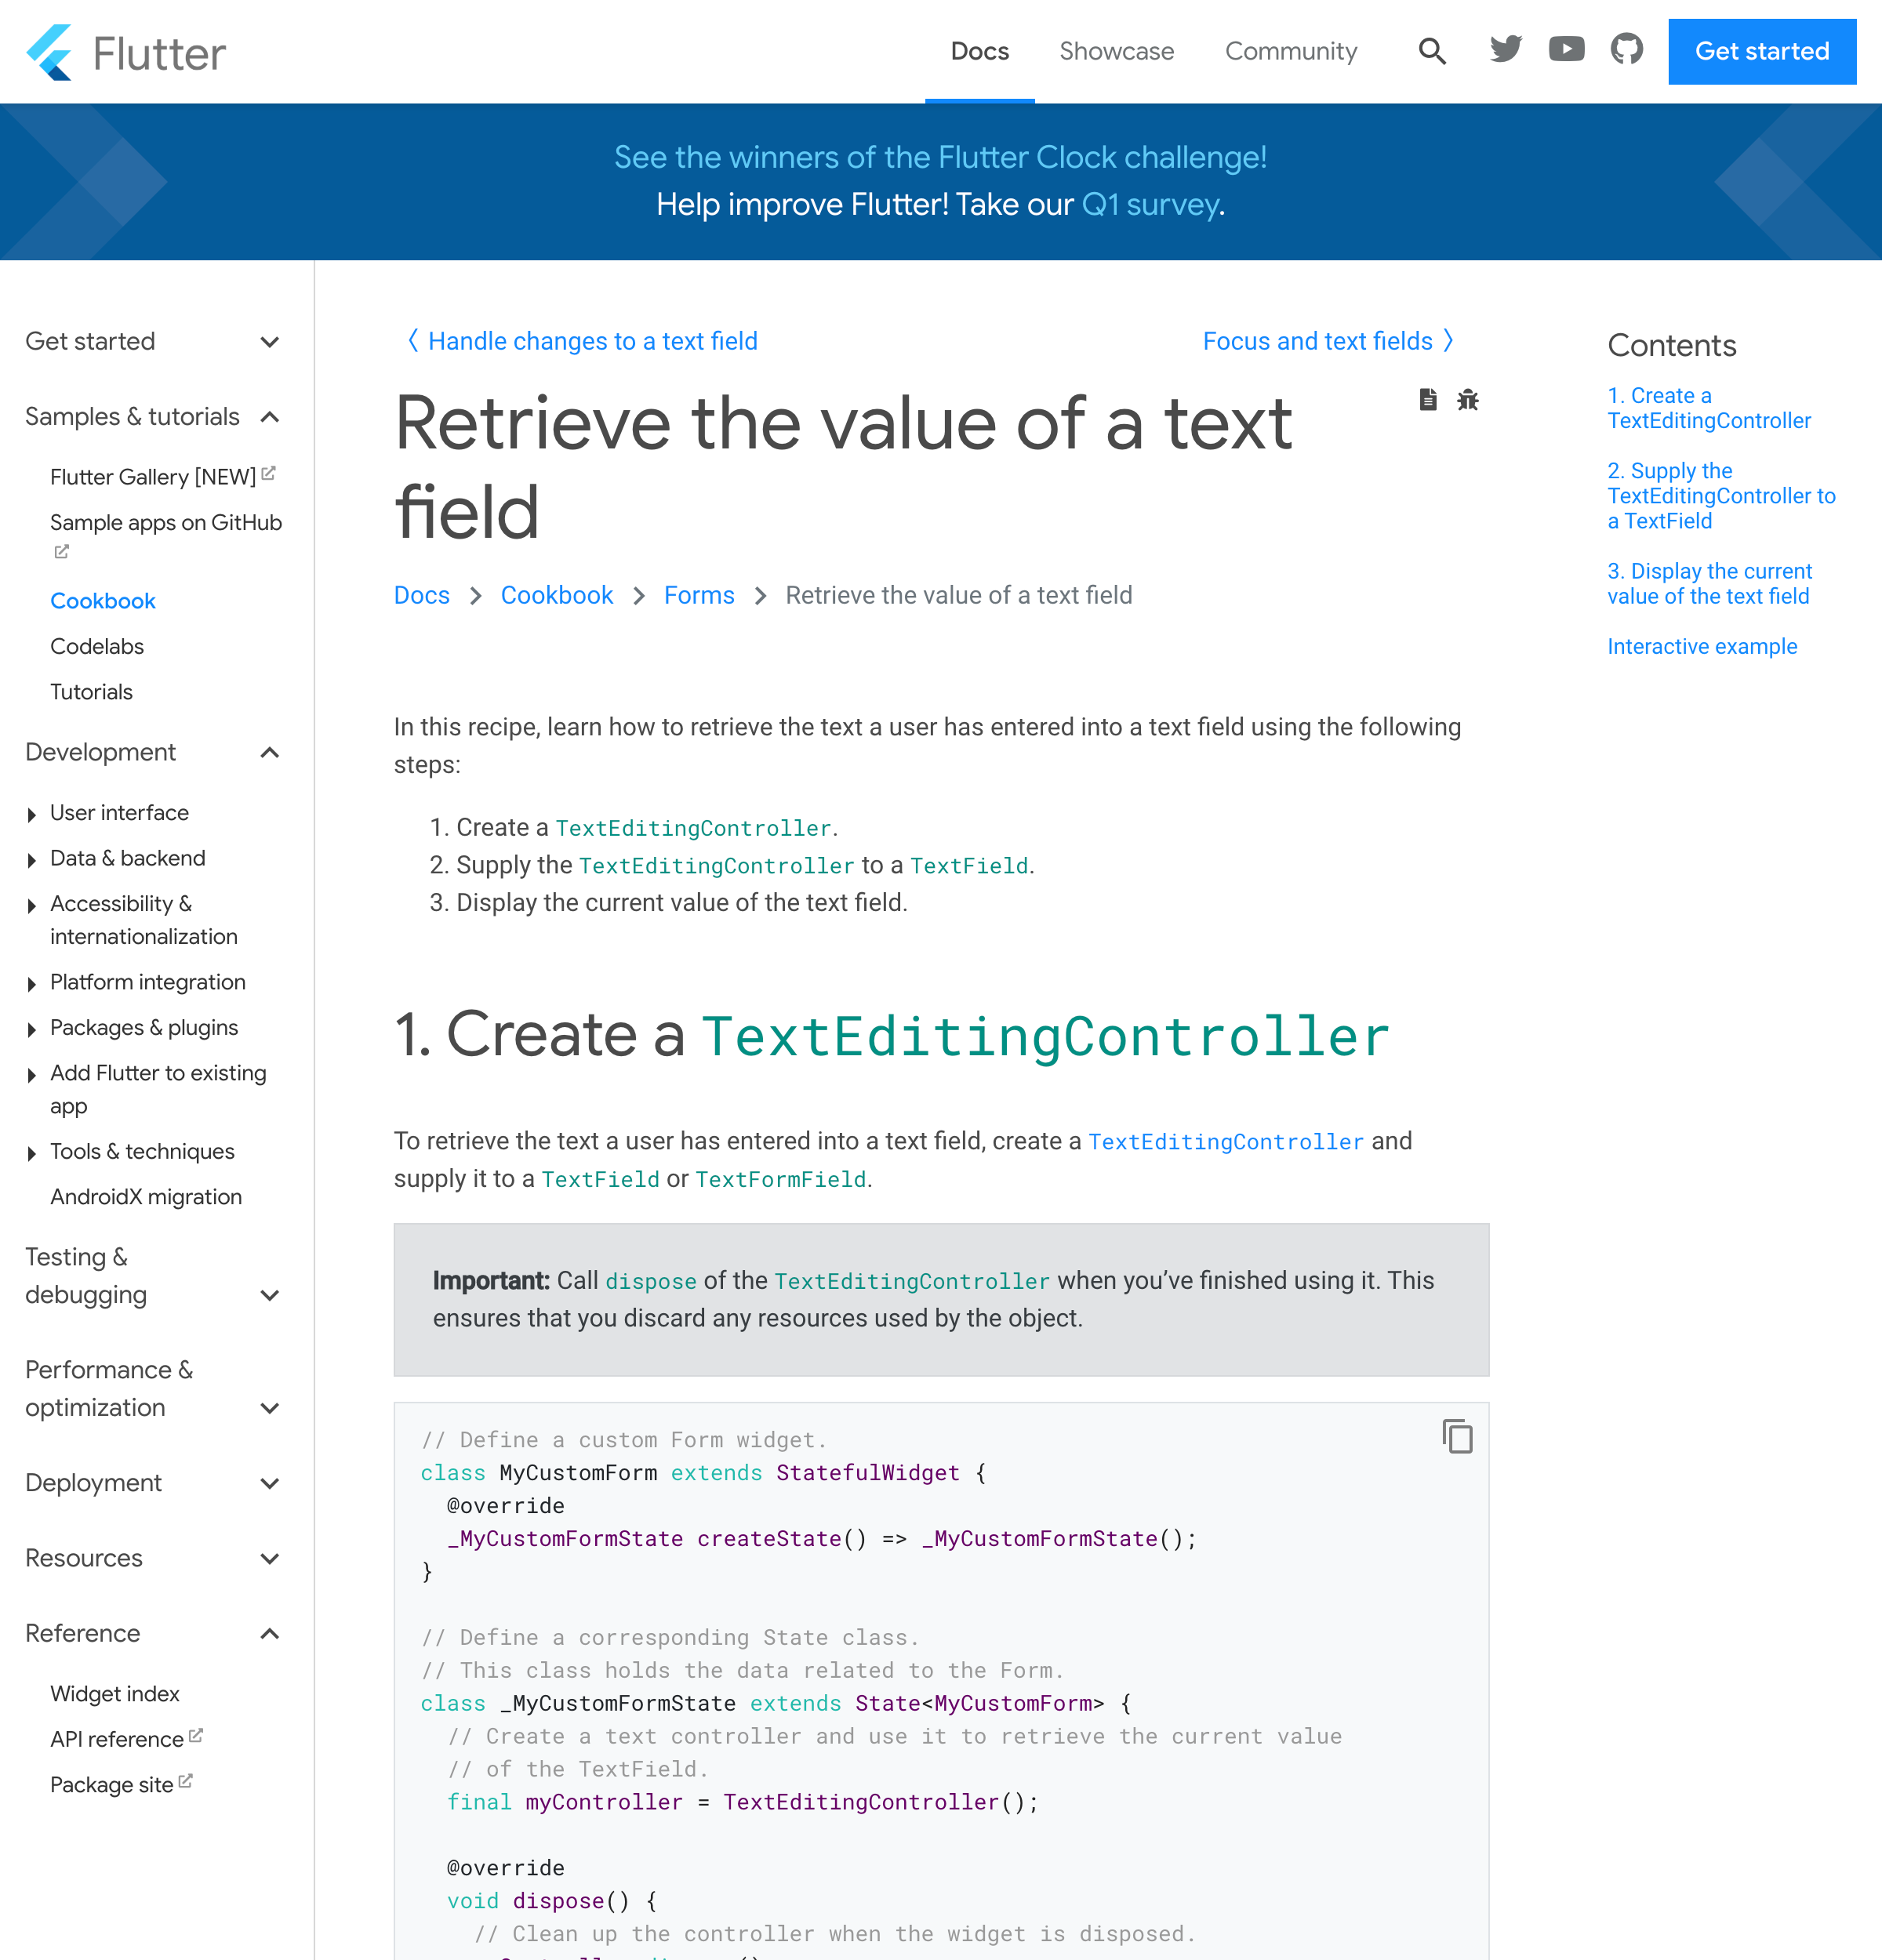 Flutter
Docs
Showcase
Community
Get started
See the winners of the Flutter Clock challenge!
Help improve Flutter! Take our Q1 survey.
Get started
Samples & tutorials
Flutter Gallery [NEW]
Sample apps on GitHub
Cookbook
Codelabs
Tutorials
Development
User interface
Data & backend
Accessibility &
internationalization
Platform integration
Packages & plugins
Add Flutter to existing
app
Tools & techniques
AndroidX migration
Testing &
debugging
Performance &
optimization
Deployment
Resources
Reference
Widget index
API reference
Package site
〈 Handle changes to a text field
Focus and text fields 〉
Retrieve the value of a text
field
Docs > Cookbook > Forms > Retrieve the value of a text field
In this recipe, learn how to retrieve the text a user has entered into a text field using the following
steps:
1. Create a TextEditingController.
2. Supply the TextEditingController to a TextField.
3. Display the current value of the text field.
1. Create a TextEditingController
To retrieve the text a user has entered into a text field, create a TextEditingController and
supply it to a TextField or TextFormField.
Important: Call dispose of the TextEditingController when you’ve finished using it. This
ensures that you discard any resources used by the object.
// Define a custom Form widget.
class MyCustomForm extends StatefulWidget {
  @override
  _MyCustomFormState createState() => _MyCustomFormState();
}
// Define a corresponding State class.
// This class holds the data related to the Form.
class _MyCustomFormState extends State<MyCustomForm> {
  // Create a text controller and use it to retrieve the current value
  // of the TextField.
  final myController = TextEditingController();
  @override
  void dispose() {
    // Clean up the controller when the widget is disposed.
Contents
1. Create a
TextEditingController
2. Supply the
TextEditingController to
a TextField
3. Display the current
value of the text field
Interactive example